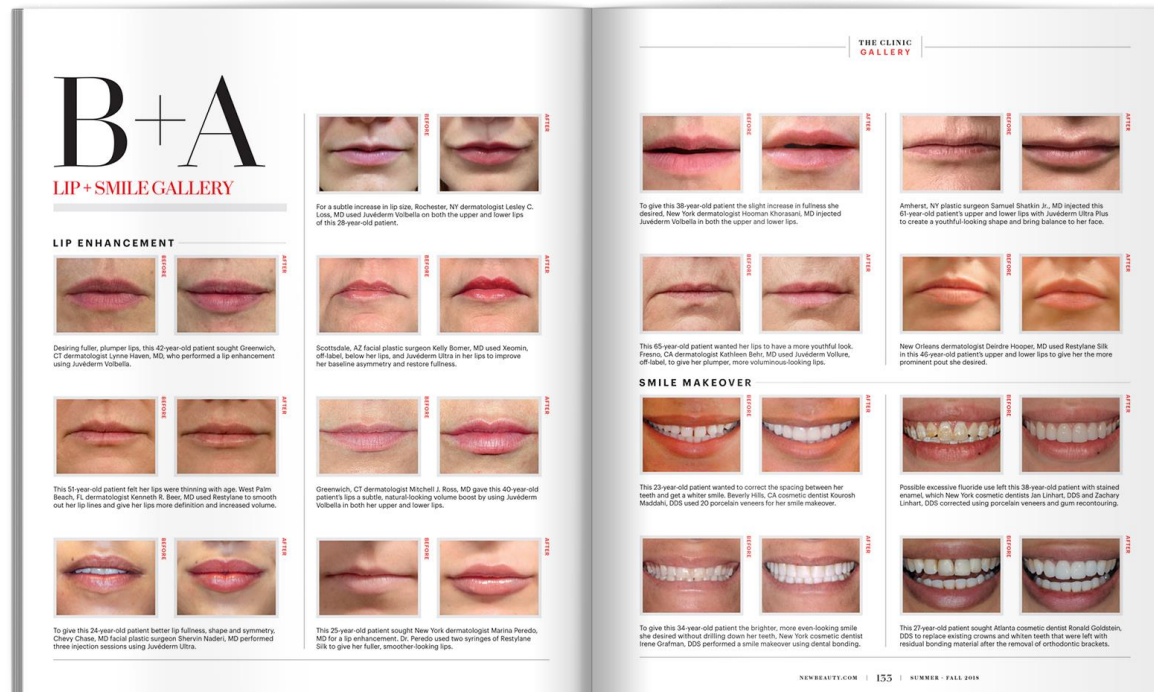 B+A
LIP + SMILE GALLERY
LIP ENHANCEMENT
BEFORE
AFTER
Desiring fuller, plumper lips, this 42-year-old patient sought Greenwich,
CT dermatologist Lynne Haven, MD, who performed a lip enhancement
using Juvéderm Volbella.
BEFORE
AFTER
This 51-year-old patient felt her lips were thinning with age. West Palm
Beach, FL dermatologist Kenneth R. Beer, MD used Restylane to smooth
out her lip lines and give her lips more definition and increased volume.
BEFORE
AFTER
To give this 24-year-old patient better lip fullness, shape and symmetry,
Chevy Chase, MD facial plastic surgeon Shervin Naderi, MD performed
three injection sessions using Juvéderm Ultra.
BEFORE
AFTER
For a subtle increase in lip size, Rochester, NY dermatologist Lesley C.
Loss, MD used Juvéderm Volbella on both the upper and lower lips
of this 28-year-old patient.
BEFORE
AFTER
Scottsdale, AZ facial plastic surgeon Kelly Bomer, MD used Xeomin,
off-label, below her lips, and Juvéderm Ultra in her lips to improve
her baseline asymmetry and restore fullness.
BEFORE
AFTER
Greenwich, CT dermatologist Mitchell J. Ross, MD gave this 40-year-old
patient's lips a subtle, natural-looking volume boost by using Juvéderm
Volbella in both her upper and lower lips.
BEFORE
AFTER
This 25-year-old patient sought New York dermatologist Marina Peredo,
MD for a lip enhancement. Dr. Peredo used two syringes of Restylane
Silk to give her fuller, smoother-looking lips.
THE CLINIC
GALLERY
BEFORE
AFTER
To give this 38-year-old patient the slight increase in fullness she
desired, New York dermatologist Hooman Khorasani, MD injected
Juvéderm Volbella in both the upper and lower lips.
BEFORE
AFTER
Amherst, NY plastic surgeon Samuel Shatkin Jr., MD injected this
61-year-old patient's upper and lower lips with Juvéderm Ultra Plus
to create a youthful-looking shape and bring balance to her face.
BEFORE
AFTER
This 65-year-old patient wanted her lips to have a more youthful look.
Fresno, CA dermatologist Kathleen Behr, MD used Juvéderm Vollure,
off-label, to give her plumper, more voluminous-looking lips.
BEFORE
AFTER
New Orleans dermatologist Deirdre Hooper, MD used Restylane Silk
in this 46-year-old patient's upper and lower lips to give her the more
prominent pout she desired.
SMILE MAKEOVER
BEFORE
AFTER
This 23-year-old patient wanted to correct the spacing between her
teeth and get a whiter smile. Beverly Hills, CA cosmetic dentist Kourosh
Maddahi, DDS used 20 porcelain veneers for her smile makeover.
BEFORE
AFTER
Possible excessive fluoride use left this 38-year-old patient with stained
enamel, which New York cosmetic dentists Jan Linhart, DDS and Zachary
Linhart, DDS corrected using porcelain veneers and gum recontouring.
BEFORE
AFTER
To give this 34-year-old patient the brighter, more even-looking smile
she desired without drilling down her teeth, New York cosmetic dentist
Irene Grafman, DDS performed a smile makeover using dental bonding.
BEFORE
AFTER
This 27-year-old patient sought Atlanta cosmetic dentist Ronald Goldstein,
DDS to replace existing crowns and whiten teeth that were left with
residual bonding material after the removal of orthodontic brackets.
NEWBEAUTY.COM | 133 | SUMMER - FALL 2018